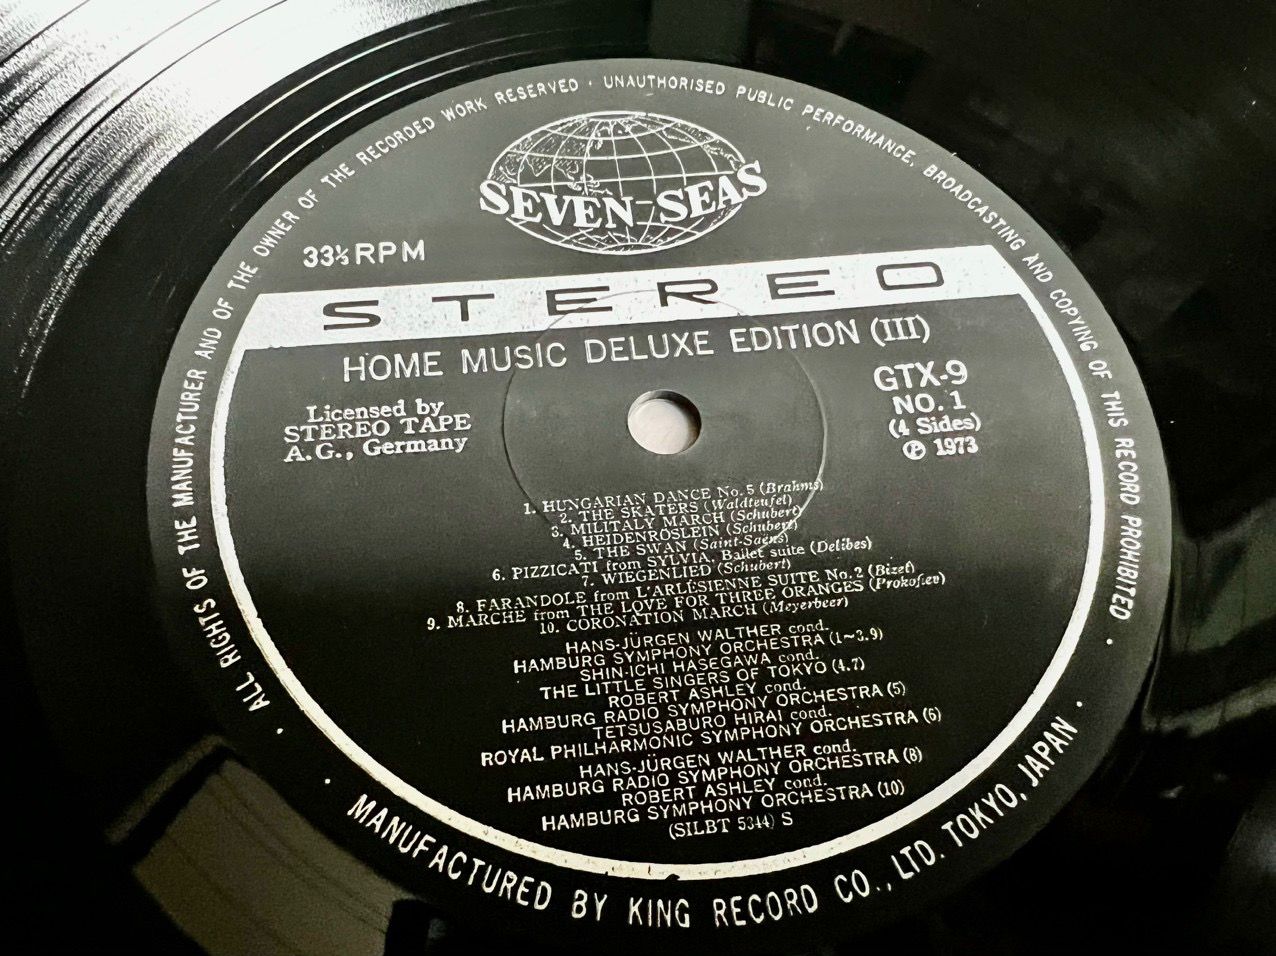 ALL RIGHTS OF THE MANUFACTURER AND OF THE OWNER OF THE RECORDED WORK RESERVED · UNAUTHORISED PUBLIC PERFORMANCE, BROADCASTING AND COPYING OF THIS RECORD PROHIBITED ·
SEVEN SEAS
33⅓ RPM
STEREO
HOME MUSIC DELUXE EDITION (III)
Licensed by
STEREO TAPE
A.G., Germany
GTX-9
NO. 1
(4 Sides)
Ⓟ 1973
1. HUNGARIAN DANCE No. 5 (Brahms)
2. THE SKATERS (Waldteufel)
3. MILITALY MARCH (Schubert)
4. HEIDENRÖSLEIN (Schubert)
5. THE SWAN (Saint-Saëns)
6. PIZZICATI from SYLVIA, Ballet suite (Delibes)
7. WIEGENLIED (Schubert)
8. FARANDOLE from L'ARLÉSIENNE SUITE No. 2 (Bizet)
9. MARCHE from THE LOVE FOR THREE ORANGES (Prokofiev)
10. CORONATION MARCH (Meyerbeer)
HANS-JÜRGEN WALTHER cond.
HAMBURG SYMPHONY ORCHESTRA (1~3.9)
SHIN-ICHI HASEGAWA cond.
THE LITTLE SINGERS OF TOKYO (4.7)
ROBERT ASHLEY cond.
HAMBURG RADIO SYMPHONY ORCHESTRA (5)
TETSUSABURO HIRAI cond.
ROYAL PHILHARMONIC SYMPHONY ORCHESTRA (6)
HANS-JÜRGEN WALTHER cond.
HAMBURG RADIO SYMPHONY ORCHESTRA (8)
ROBERT ASHLEY cond.
HAMBURG SYMPHONY ORCHESTRA (10)
(SILBT 5344) S
· MANUFACTURED BY KING RECORD CO., LTD. TOKYO, JAPAN ·